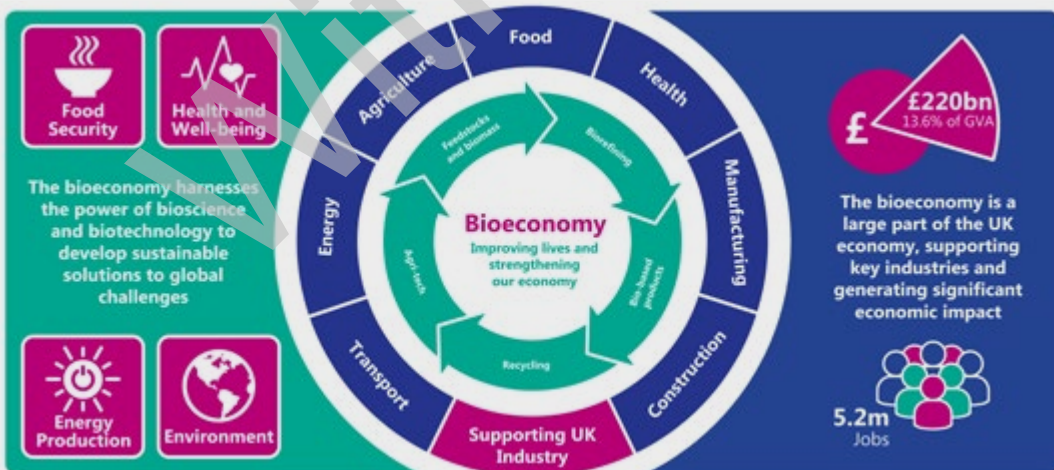 Food
Security
Health and
Well-being
The bioeconomy harnesses
the power of bioscience
and biotechnology to
develop sustainable
solutions to global
challenges
Energy
Production
Environment
Food
Health
Manufacturing
Construction
Supporting UK
Industry
Transport
Energy
Agriculture
Feedstocks
and biomass
Biorefining
Bio-based
products
Recycling
Agri-tech
Bioeconomy
Improving lives and
strengthening
our economy
£
£220bn
13.6% of GVA
The bioeconomy is a
large part of the UK
economy, supporting
key industries and
generating significant
economic impact
5.2m
Jobs